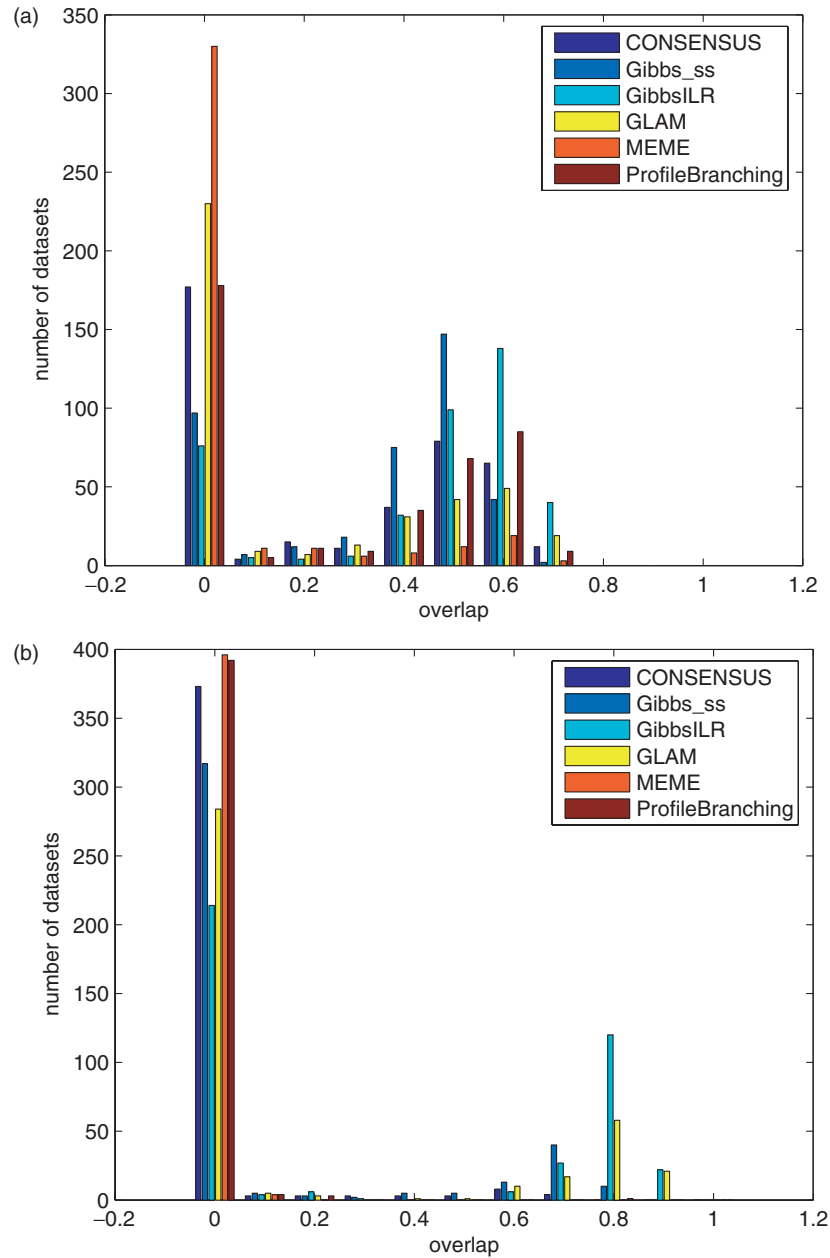 (a)
350
300
250
200
150
100
50
0
number of datasets
CONSENSUS
Gibbs_ss
GibbsILR
GLAM
MEME
ProfileBranching
−0.2 0 0.2 0.4 0.6 0.8 1 1.2
overlap
(b)
400
350
300
250
200
150
100
50
0
number of datasets
CONSENSUS
Gibbs_ss
GibbsILR
GLAM
MEME
ProfileBranching
−0.2 0 0.2 0.4 0.6 0.8 1 1.2
overlap